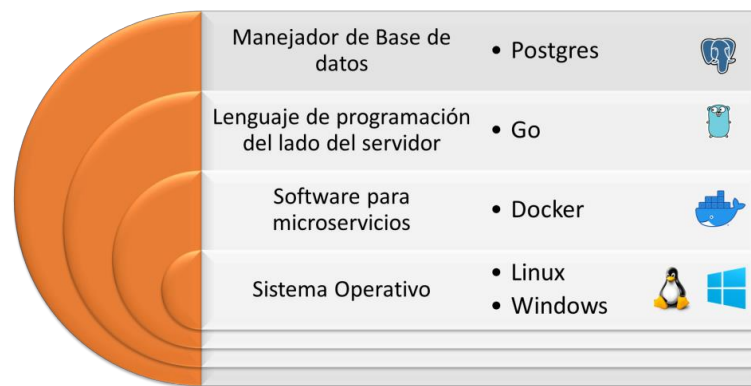 Manejador de Base de
datos
• Postgres
Lenguaje de programación
del lado del servidor
• Go
Software para
microservicios
• Docker
Sistema Operativo
• Linux
• Windows